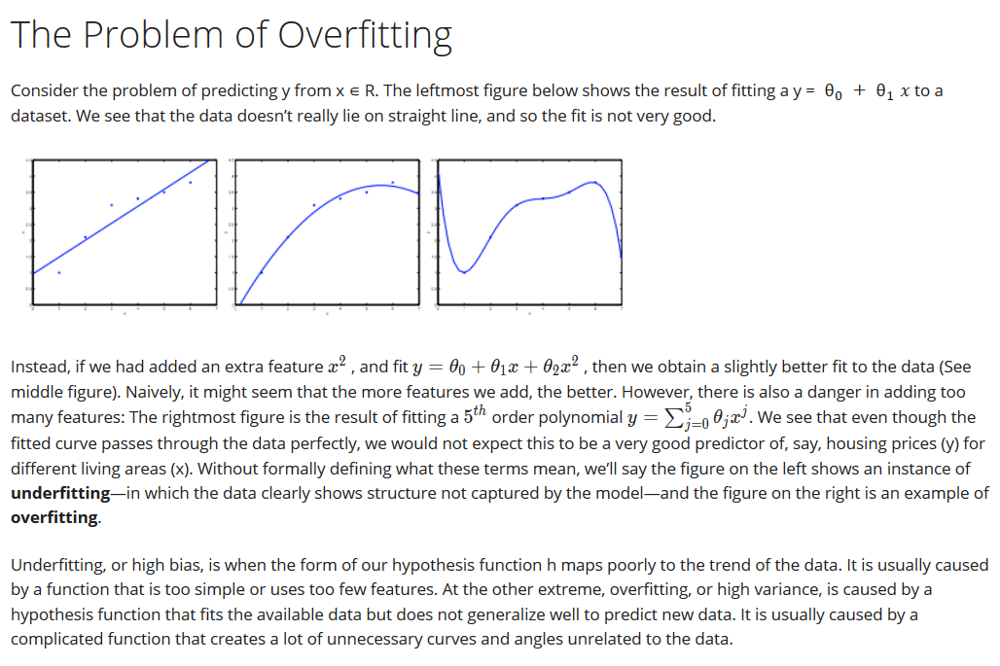 The Problem of Overfitting
Consider the problem of predicting y from x ∈ R. The leftmost figure below shows the result of fitting a y = θ₀ + θ₁ x to a
dataset. We see that the data doesn’t really lie on straight line, and so the fit is not very good.
Instead, if we had added an extra feature x² , and fit y = θ₀ + θ₁x + θ₂x² , then we obtain a slightly better fit to the data (See
middle figure). Naively, it might seem that the more features we add, the better. However, there is also a danger in adding too
many features: The rightmost figure is the result of fitting a 5ᵗʰ order polynomial y = ∑⁵ⱼ₌₀ θⱼxʲ. We see that even though the
fitted curve passes through the data perfectly, we would not expect this to be a very good predictor of, say, housing prices (y) for
different living areas (x). Without formally defining what these terms mean, we’ll say the figure on the left shows an instance of
underfitting—in which the data clearly shows structure not captured by the model—and the figure on the right is an example of
overfitting.
Underfitting, or high bias, is when the form of our hypothesis function h maps poorly to the trend of the data. It is usually caused
by a function that is too simple or uses too few features. At the other extreme, overfitting, or high variance, is caused by a
hypothesis function that fits the available data but does not generalize well to predict new data. It is usually caused by a
complicated function that creates a lot of unnecessary curves and angles unrelated to the data.